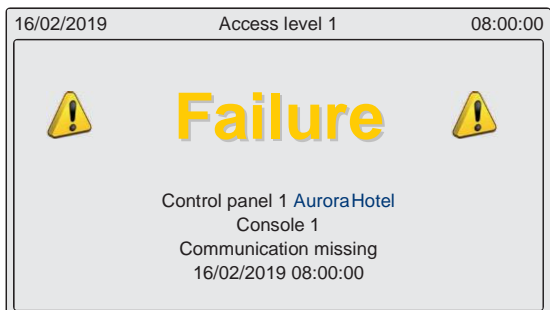 16/02/2019 Access level 1 08:00:00
Failure
Control panel 1 AuroraHotel
Console 1
Communication missing
16/02/2019 08:00:00